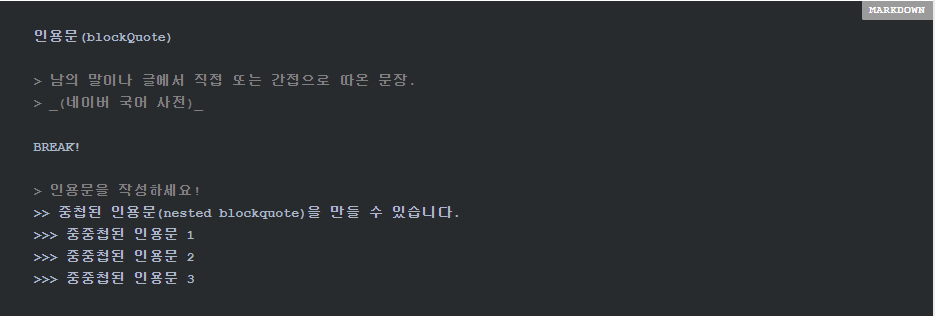 MARKDOWN
인용문(blockQuote)
> 남의 말이나 글에서 직접 또는 간접으로 따온 문장.
> _(네이버 국어 사전)_
BREAK!
> 인용문을 작성하세요!
>> 중첩된 인용문(nested blockquote)을 만들 수 있습니다.
>>> 중중첩된 인용문 1
>>> 중중첩된 인용문 2
>>> 중중첩된 인용문 3